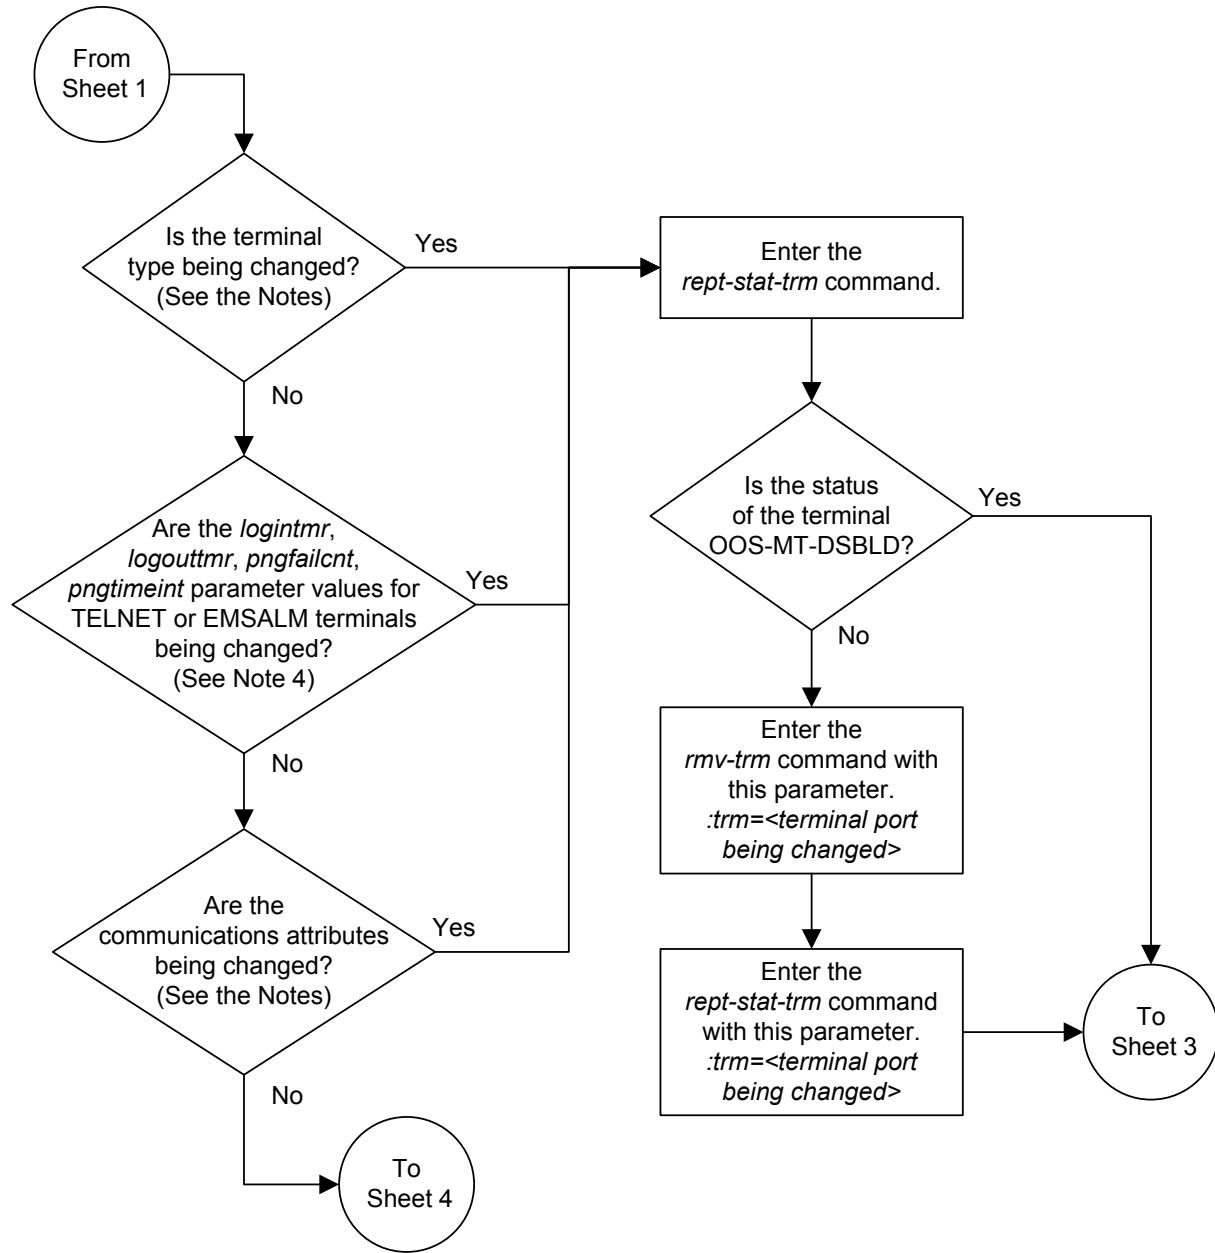 From
Sheet 1
Is the terminal
type being changed?
(See the Notes)
Yes
No
Are the logintmr,
logouttmr, pngfailcnt,
pngtimeint parameter values for
TELNET or EMSALM terminals
being changed?
(See Note 4)
Yes
No
Are the
communications attributes
being changed?
(See the Notes)
Yes
No
To
Sheet 4
Enter the
rept-stat-trm command.
Is the status
of the terminal
OOS-MT-DSBLD?
Yes
No
Enter the
rmv-trm command with
this parameter.
:trm=<terminal port
being changed>
Enter the
rept-stat-trm command
with this parameter.
:trm=<terminal port
being changed>
To
Sheet 3